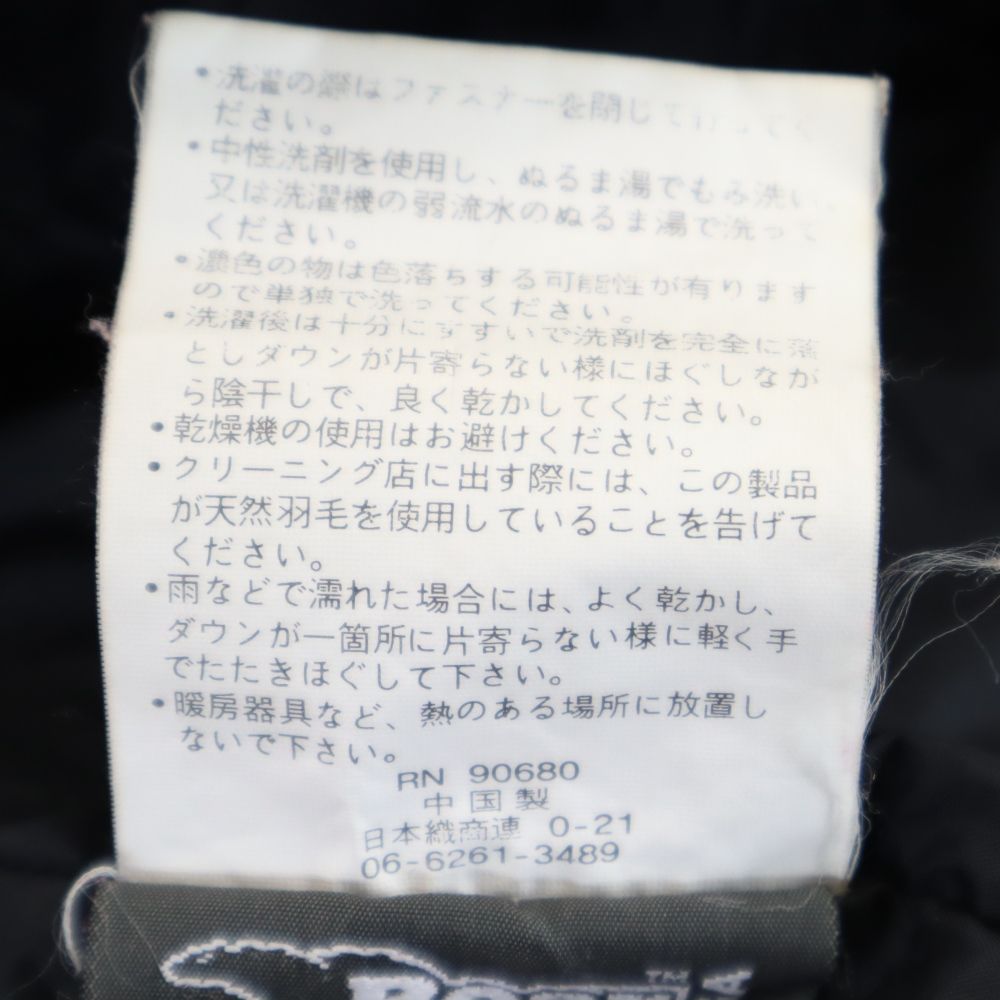 ・洗濯の際はファスナーを閉じて行ってく
ださい。
・中性洗剤を使用し、ぬるま湯でもみ洗い、
又は洗濯機の弱流水のぬるま湯で洗って
ください。
・濃色の物は色落ちする可能性が有ります
ので単独で洗ってください。
・洗濯後は十分にすすいで洗剤を完全に落
としダウンが片寄らない様にほぐしなが
ら陰干しで、良く乾かしてください。
・乾燥機の使用はお避けください。
・クリーニング店に出す際には、この製品
が天然羽毛を使用していることを告げて
ください。
・雨などで濡れた場合には、よく乾かし、
ダウンが一箇所に片寄らない様に軽く手
でたたきほぐして下さい。
・暖房器具など、熱のある場所に放置し
ないで下さい。
RN 90680
中国製
日本織商連 0-21
06-6261-3489